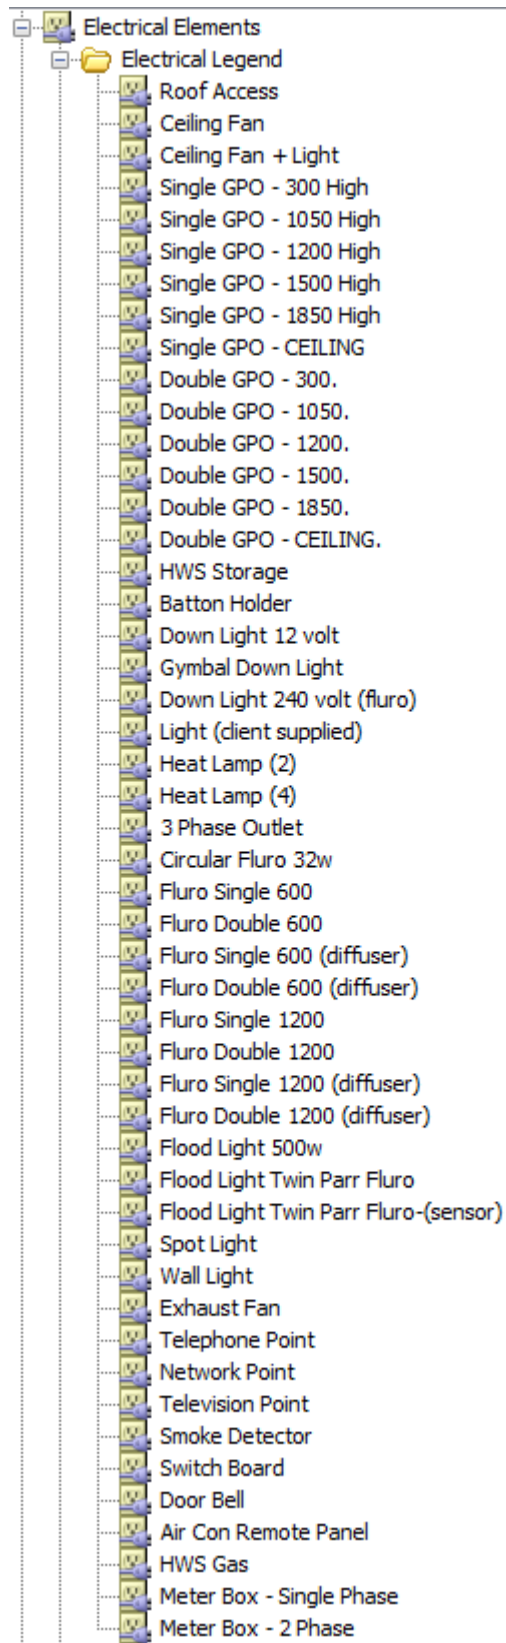 Electrical Elements
Electrical Legend
Roof Access
Ceiling Fan
Ceiling Fan + Light
Single GPO - 300 High
Single GPO - 1050 High
Single GPO - 1200 High
Single GPO - 1500 High
Single GPO - 1850 High
Single GPO - CEILING
Double GPO - 300.
Double GPO - 1050.
Double GPO - 1200.
Double GPO - 1500.
Double GPO - 1850.
Double GPO - CEILING.
HWS Storage
Batton Holder
Down Light 12 volt
Gymbal Down Light
Down Light 240 volt (fluro)
Light (client supplied)
Heat Lamp (2)
Heat Lamp (4)
3 Phase Outlet
Circular Fluro 32w
Fluro Single 600
Fluro Double 600
Fluro Single 600 (diffuser)
Fluro Double 600 (diffuser)
Fluro Single 1200
Fluro Double 1200
Fluro Single 1200 (diffuser)
Fluro Double 1200 (diffuser)
Flood Light 500w
Flood Light Twin Parr Fluro
Flood Light Twin Parr Fluro-(sensor)
Spot Light
Wall Light
Exhaust Fan
Telephone Point
Network Point
Television Point
Smoke Detector
Switch Board
Door Bell
Air Con Remote Panel
HWS Gas
Meter Box - Single Phase
Meter Box - 2 Phase